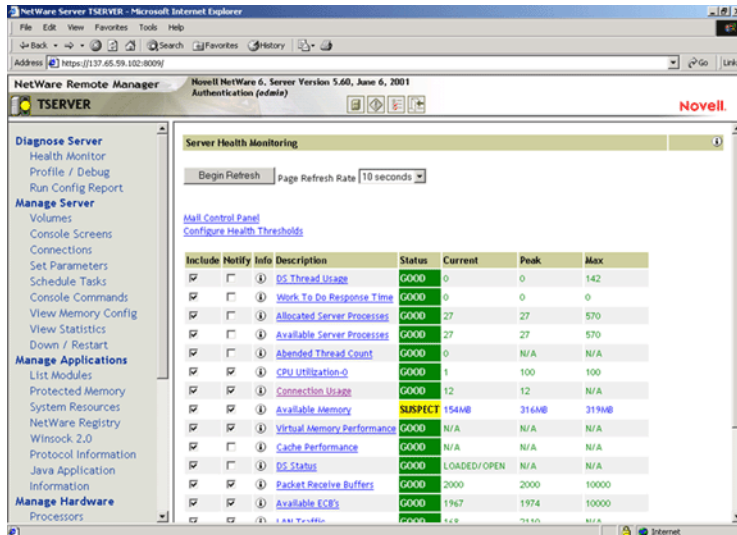 NetWare Server TSERVER - Microsoft Internet Explorer
File Edit View Favorites Tools Help
Back Search Favorites History
Address https://137.65.59.102:8009/ Go Link
NetWare Remote Manager
TSERVER
Novell NetWare 6. Server Version 5.60, June 6, 2001
Authentication (admin)
Novell.
Diagnose Server
Health Monitor
Profile / Debug
Run Config Report
Manage Server
Volumes
Console Screens
Connections
Set Parameters
Schedule Tasks
Console Commands
View Memory Config
View Statistics
Down / Restart
Manage Applications
List Modules
Protected Memory
System Resources
NetWare Registry
Winsock 2.0
Protocol Information
Java Application
Information
Manage Hardware
Processors
Server Health Monitoring
Begin Refresh Page Refresh Rate 10 seconds
Mail Control Panel
Configure Health Thresholds
Include Notify Info Description Status Current Peak Max
DS Thread Usage GOOD 0 0 142
Work To Do Response Time GOOD 0 0 0
Allocated Server Processes GOOD 27 27 570
Available Server Processes GOOD 27 27 570
Abended Thread Count GOOD 0 N/A N/A
CPU Utilization-0 GOOD 1 100 100
Connection Usage GOOD 12 12 N/A
Available Memory SUSPECT 154MB 316MB 319MB
Virtual Memory Performance GOOD N/A N/A N/A
Cache Performance GOOD N/A N/A N/A
DS Status GOOD LOADED/OPEN N/A N/A
Packet Receive Buffers GOOD 2000 2000 10000
Available ECB's GOOD 1967 1974 10000
LAN Traffic GOOD 168 2110 N/A
Internet